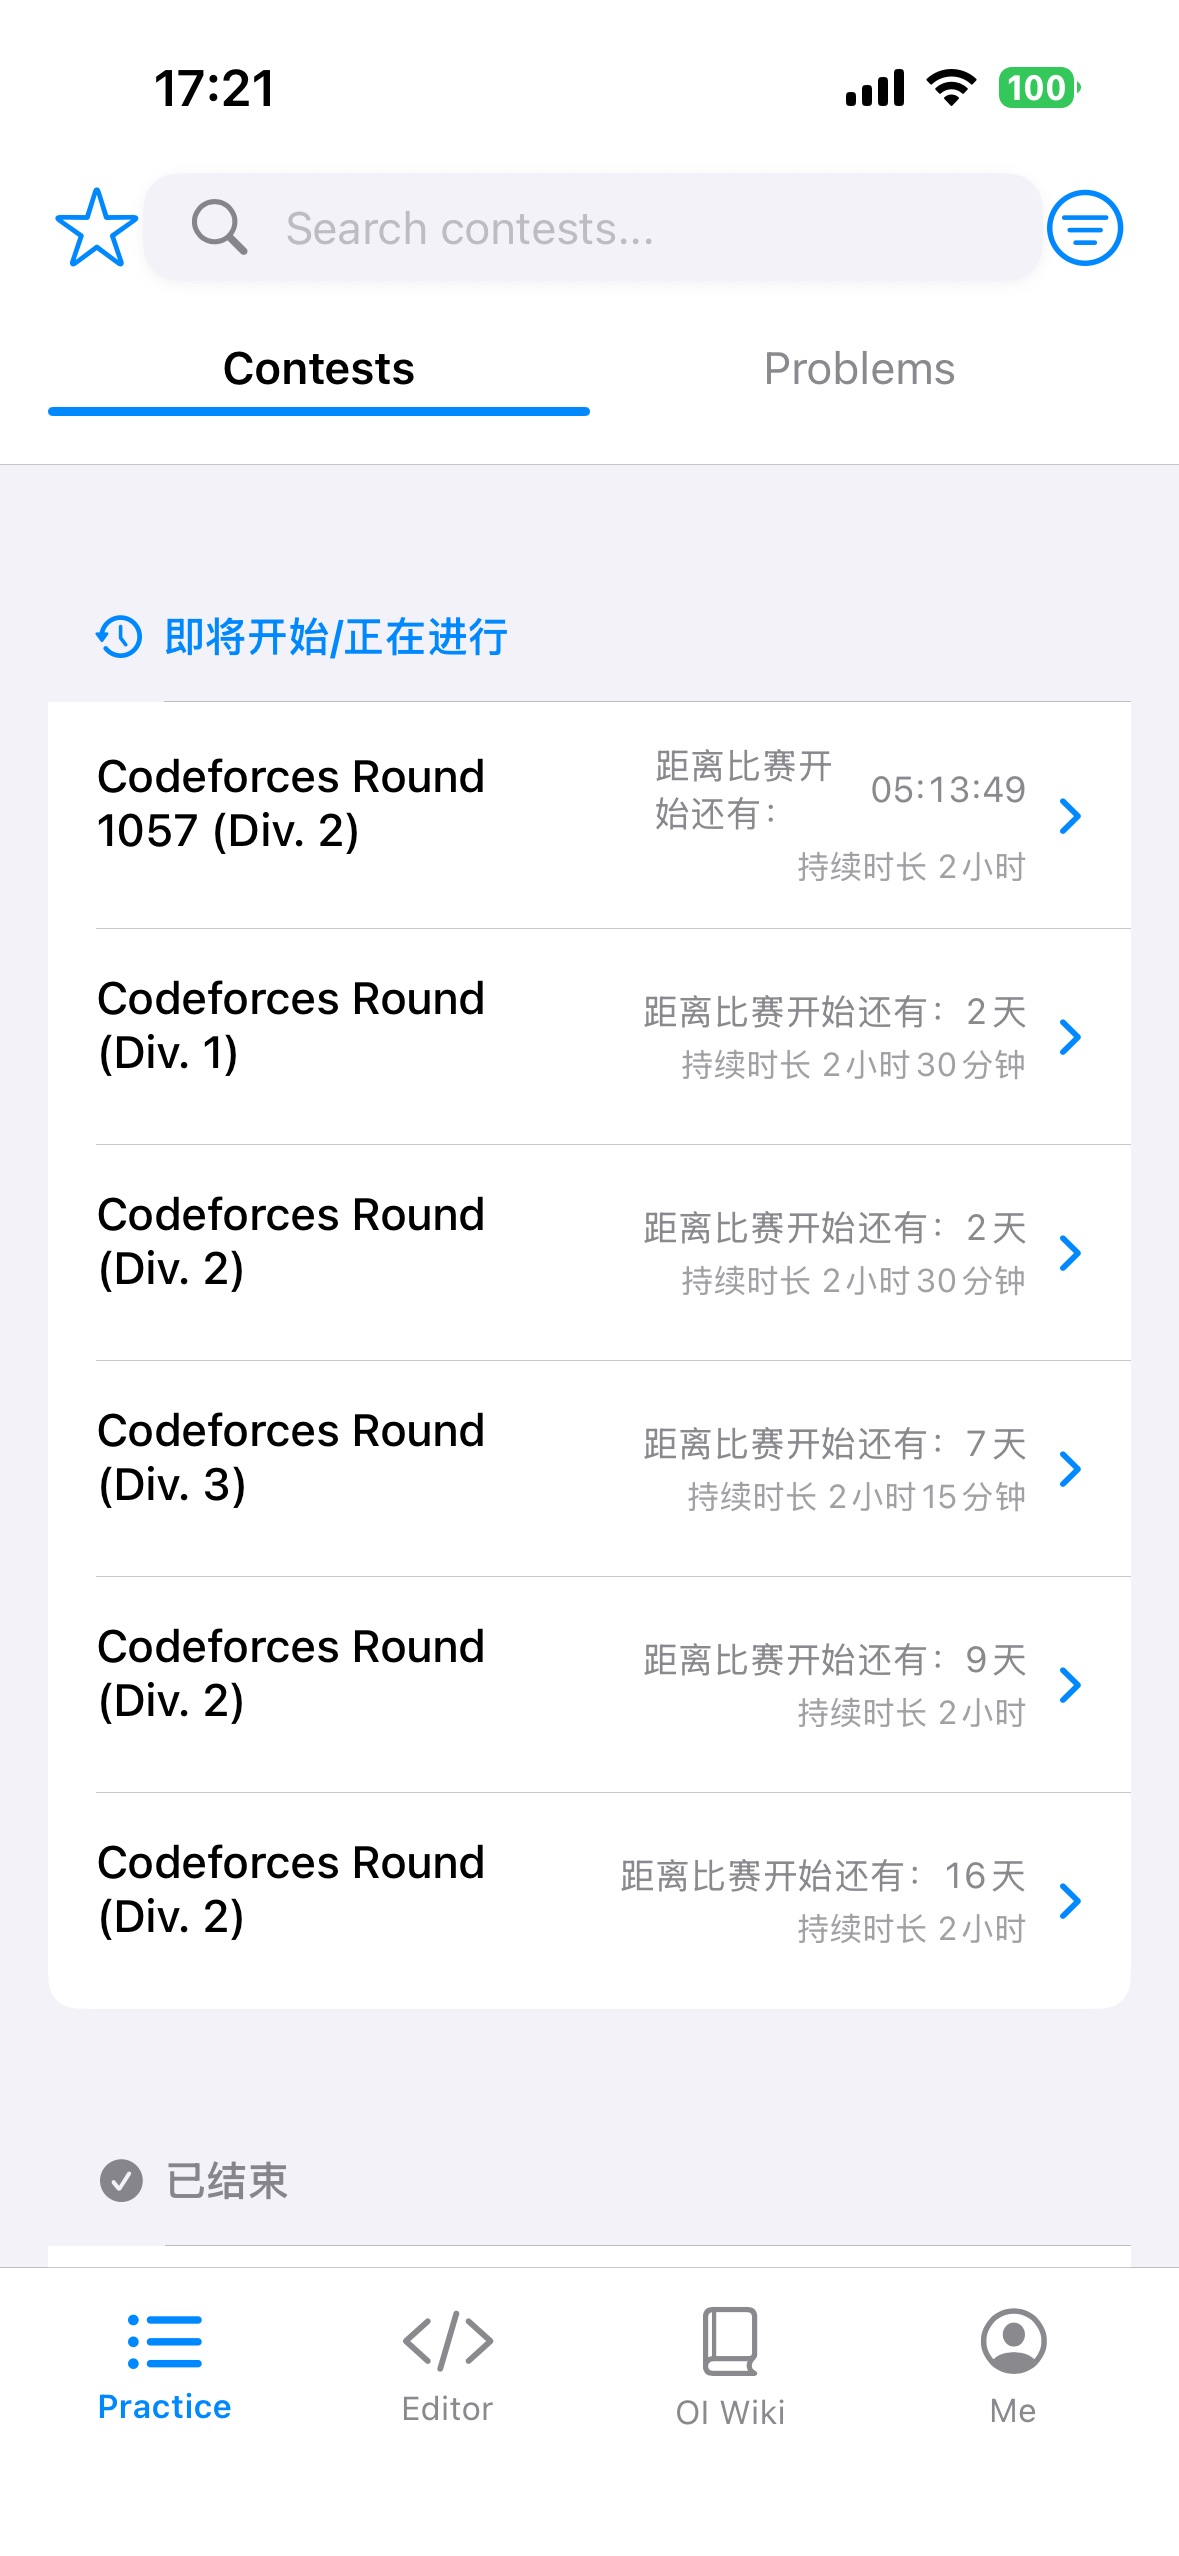 17:21
100
Search contests...
Contests
Problems
即将开始/正在进行
Codeforces Round
1057 (Div. 2)
距离比赛开
始还有：
05:13:49
持续时长 2小时
Codeforces Round
(Div. 1)
距离比赛开始还有：2天
持续时长 2小时30分钟
Codeforces Round
(Div. 2)
距离比赛开始还有：2天
持续时长 2小时30分钟
Codeforces Round
(Div. 3)
距离比赛开始还有：7天
持续时长 2小时15分钟
Codeforces Round
(Div. 2)
距离比赛开始还有：9天
持续时长 2小时
Codeforces Round
(Div. 2)
距离比赛开始还有：16天
持续时长 2小时
已结束
Practice
Editor
OI Wiki
Me